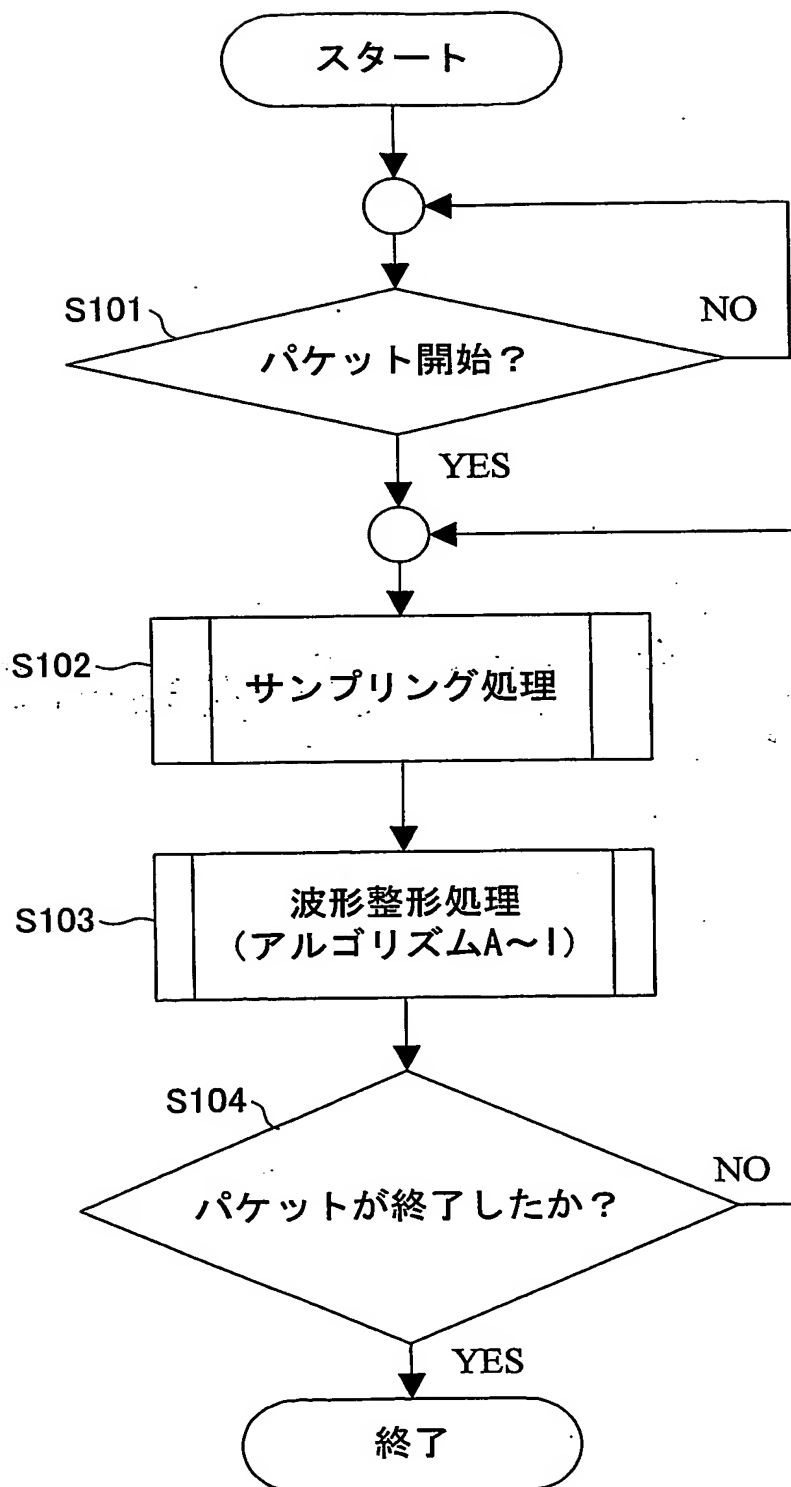 スタート
S101
パケット開始?
NO
YES
S102
サンプリング処理
S103
波形整形処理
(アルゴリズムA~I)
S104
パケットが終了したか?
NO
YES
終了